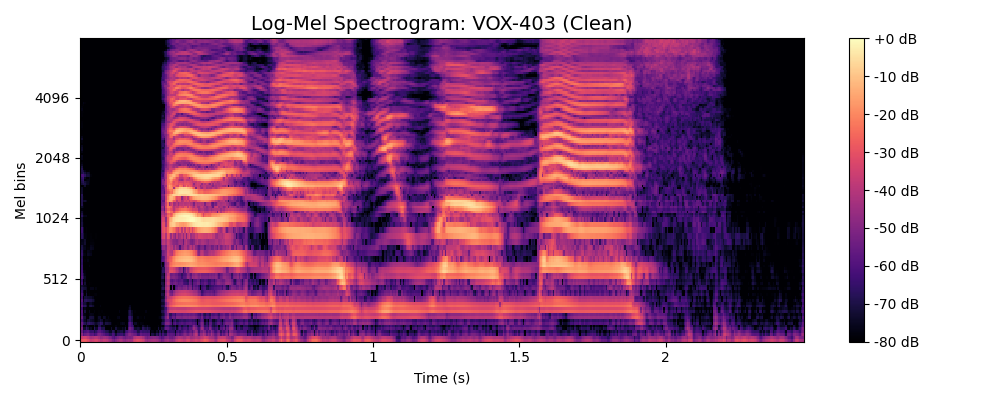 Log-Mel Spectrogram: VOX-403 (Clean)
Mel bins
4096
2048
1024
512
0
0
0.5
1
1.5
2
Time (s)
+0 dB
-10 dB
-20 dB
-30 dB
-40 dB
-50 dB
-60 dB
-70 dB
-80 dB